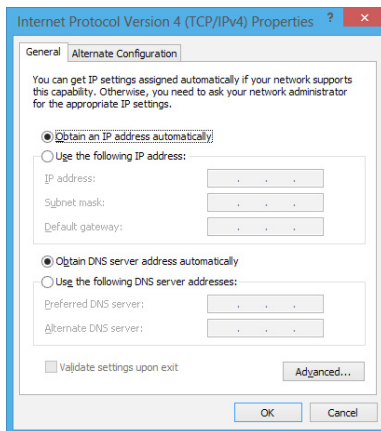 Internet Protocol Version 4 (TCP/IPv4) Properties ? ×
General Alternate Configuration
You can get IP settings assigned automatically if your network supports
this capability. Otherwise, you need to ask your network administrator
for the appropriate IP settings.
Obtain an IP address automatically
Use the following IP address:
IP address: . . .
Subnet mask: . . .
Default gateway: . . .
Obtain DNS server address automatically
Use the following DNS server addresses:
Preferred DNS server: . . .
Alternate DNS server: . . .
Validate settings upon exit
Advanced...
OK Cancel